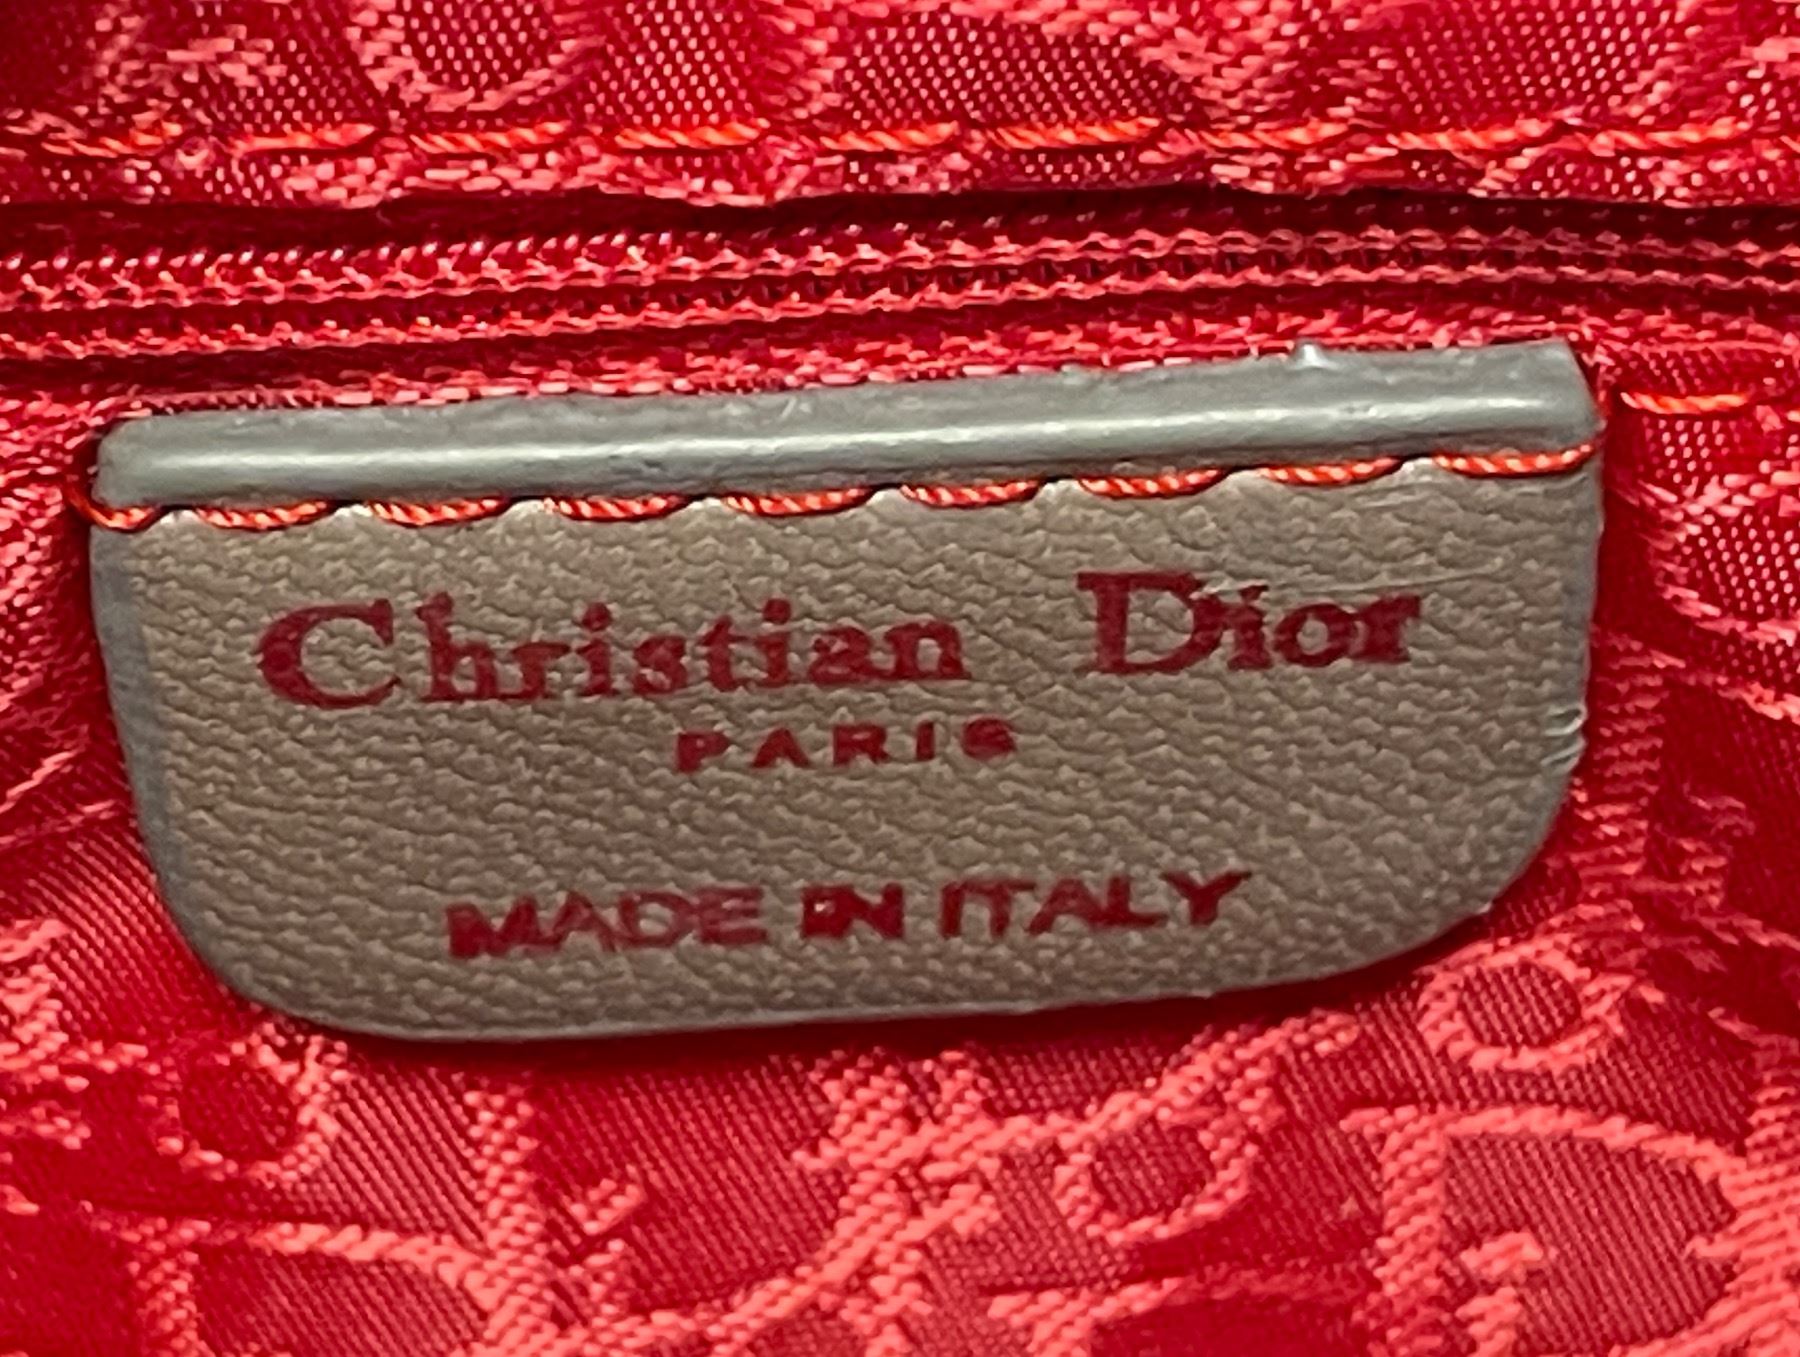 Christian Dior
PARIS
MADE IN ITALY